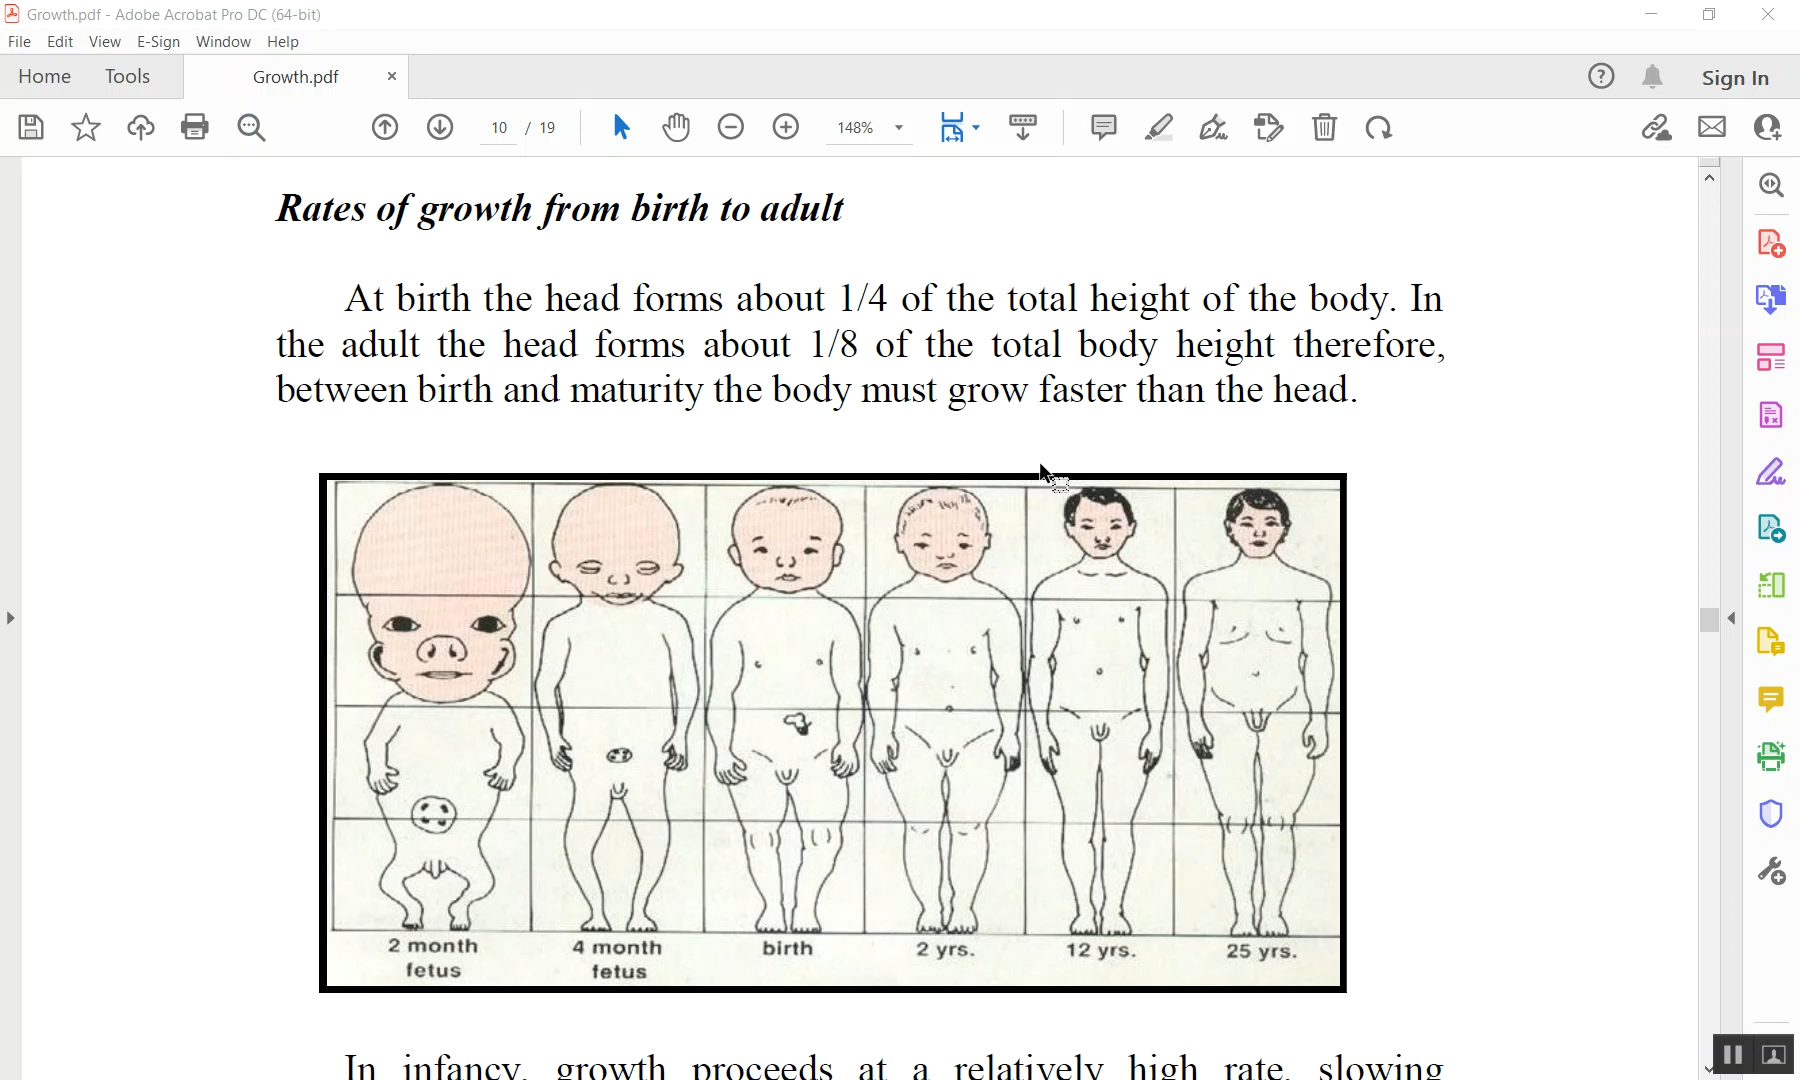 Growth.pdf - Adobe Acrobat Pro DC (64-bit)
File Edit View E-Sign Window Help
Home Tools Growth.pdf × Sign In
10 / 19 148%
Rates of growth from birth to adult
At birth the head forms about 1/4 of the total height of the body. In
the adult the head forms about 1/8 of the total body height therefore,
between birth and maturity the body must grow faster than the head.
2 month fetus
4 month fetus
birth
2 yrs.
12 yrs.
25 yrs.
In infancy, growth proceeds at a relatively high rate, slowing